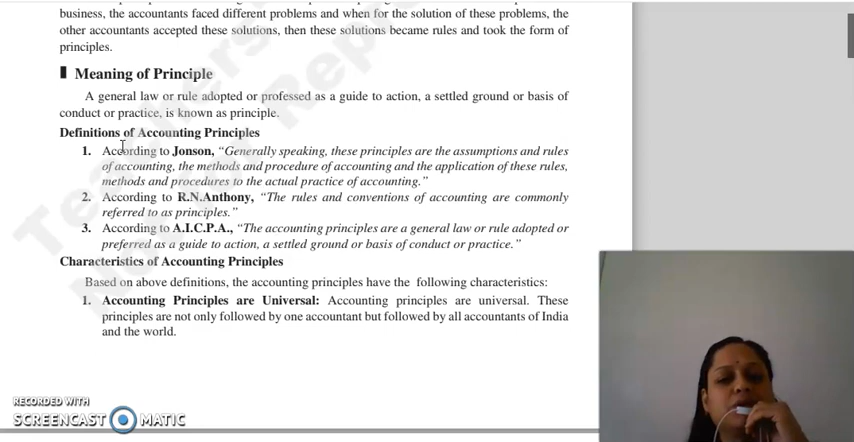 business, the accountants faced different problems and when for the solution of these problems, the
other accountants accepted these solutions, then these solutions became rules and took the form of
principles.
Meaning of Principle
A general law or rule adopted or professed as a guide to action, a settled ground or basis of
conduct or practice, is known as principle.
Definitions of Accounting Principles
1. According to Jonson, “Generally speaking, these principles are the assumptions and rules
of accounting, the methods and procedure of accounting and the application of these rules,
methods and procedures to the actual practice of accounting.”
2. According to R.N.Anthony, “The rules and conventions of accounting are commonly
referred to as principles.”
3. According to A.I.C.P.A., “The accounting principles are a general law or rule adopted or
preferred as a guide to action, a settled ground or basis of conduct or practice.”
Characteristics of Accounting Principles
Based on above definitions, the accounting principles have the following characteristics:
1. Accounting Principles are Universal: Accounting principles are universal. These
principles are not only followed by one accountant but followed by all accountants of India
and the world.
RECORDED WITH
SCREENCAST MATIC